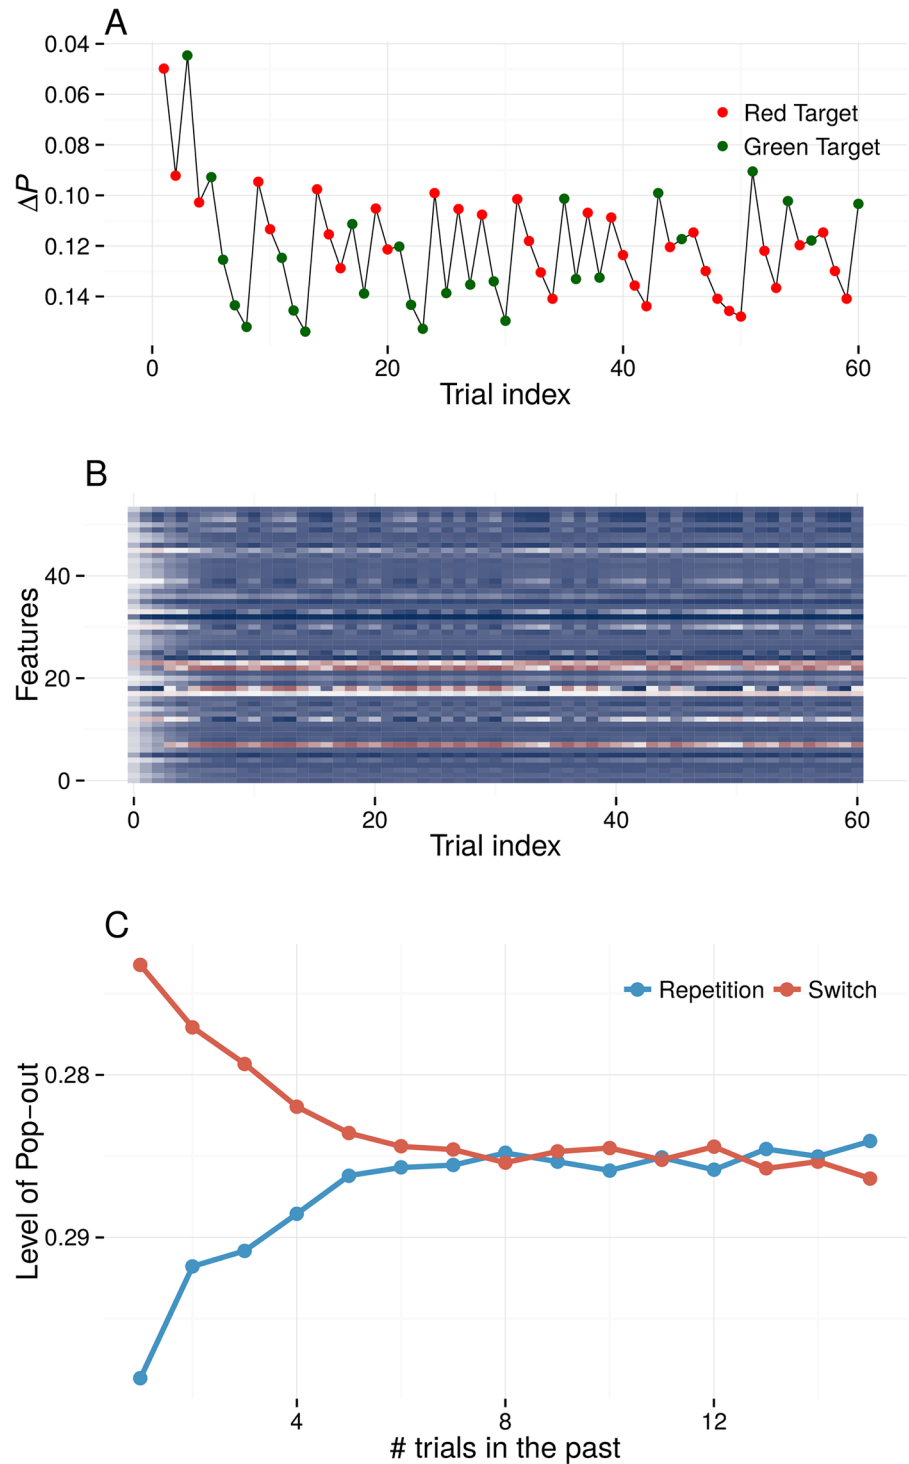 A
0.04
0.06
0.08
0.10
0.12
0.14
ΔP
Red Target
Green Target
0 20 40 60
Trial index
B
40
20
0
Features
0 20 40 60
Trial index
C
Repetition Switch
0.28
0.29
Level of Pop−out
4 8 12
# trials in the past